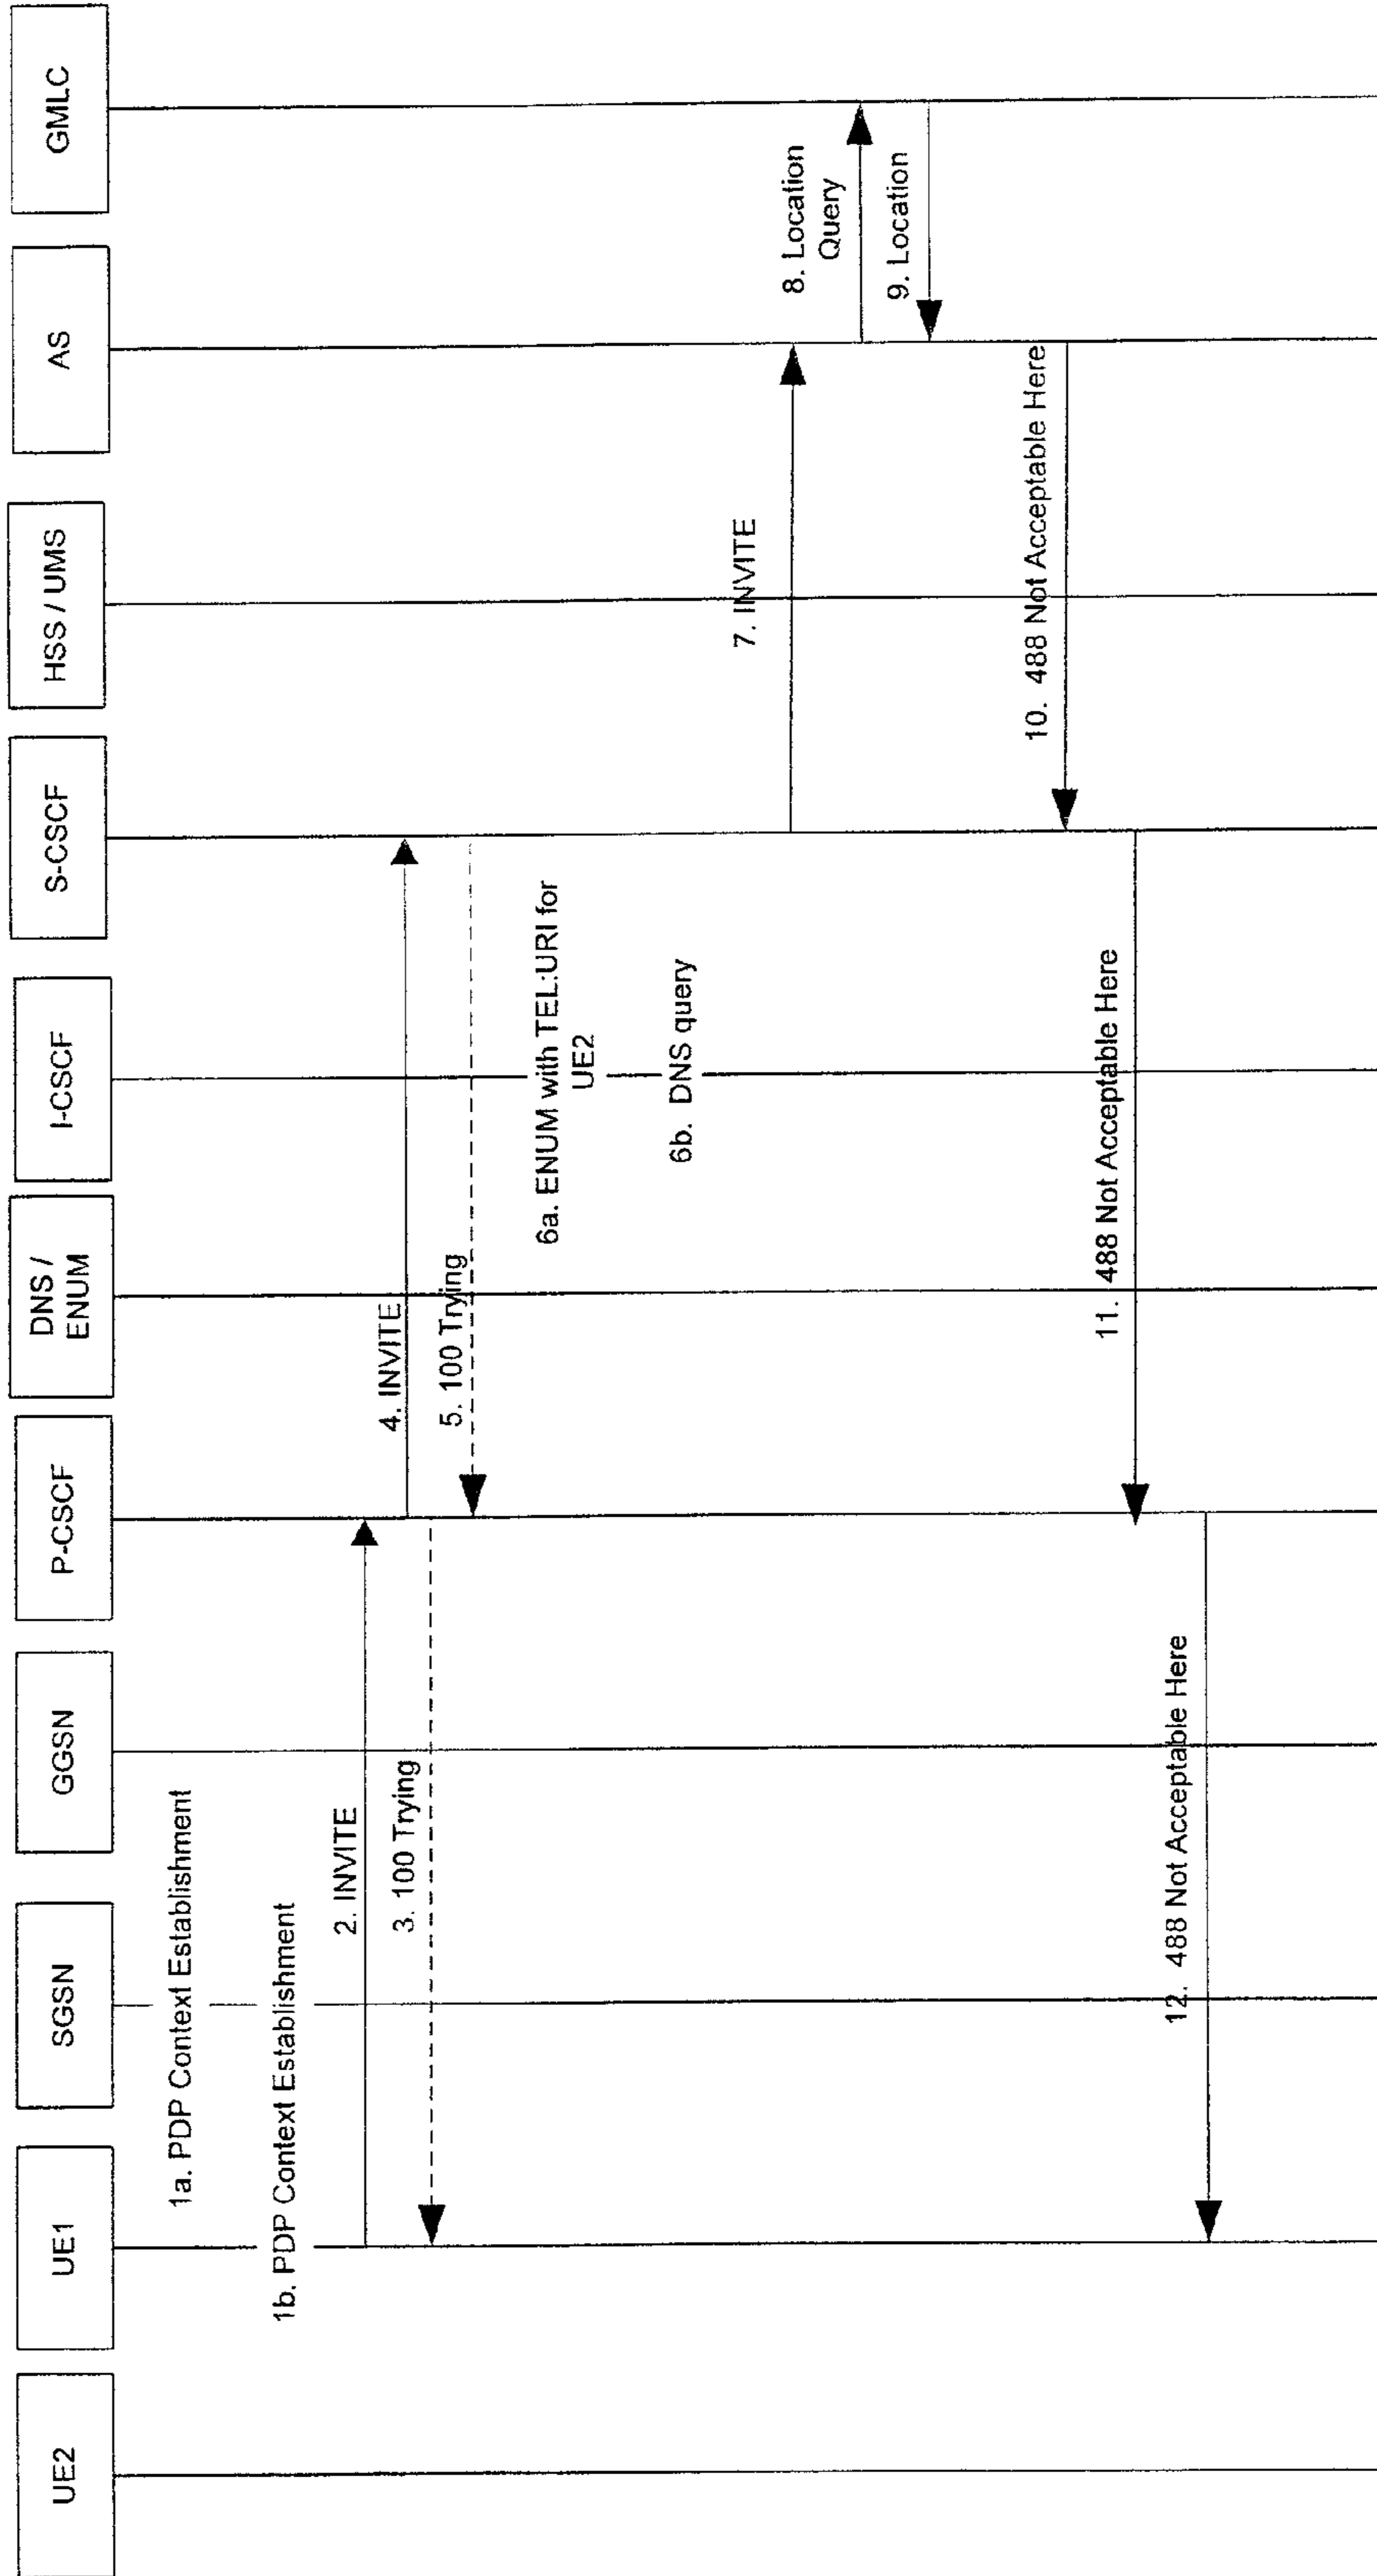 UE2
UE1
SGSN
GGSN
P-CSCF
DNS /
ENUM
I-CSCF
S-CSCF
HSS / UMS
AS
GMLC
1a. PDP Context Establishment
1b. PDP Context Establishment
2. INVITE
3. 100 Trying
4. INVITE
5. 100 Trying
6a. ENUM with TEL:URI for
UE2
6b. DNS query
7. INVITE
8. Location
Query
9. Location
10. 488 Not Acceptable Here
11. 488 Not Acceptable Here
12. 488 Not Acceptable Here